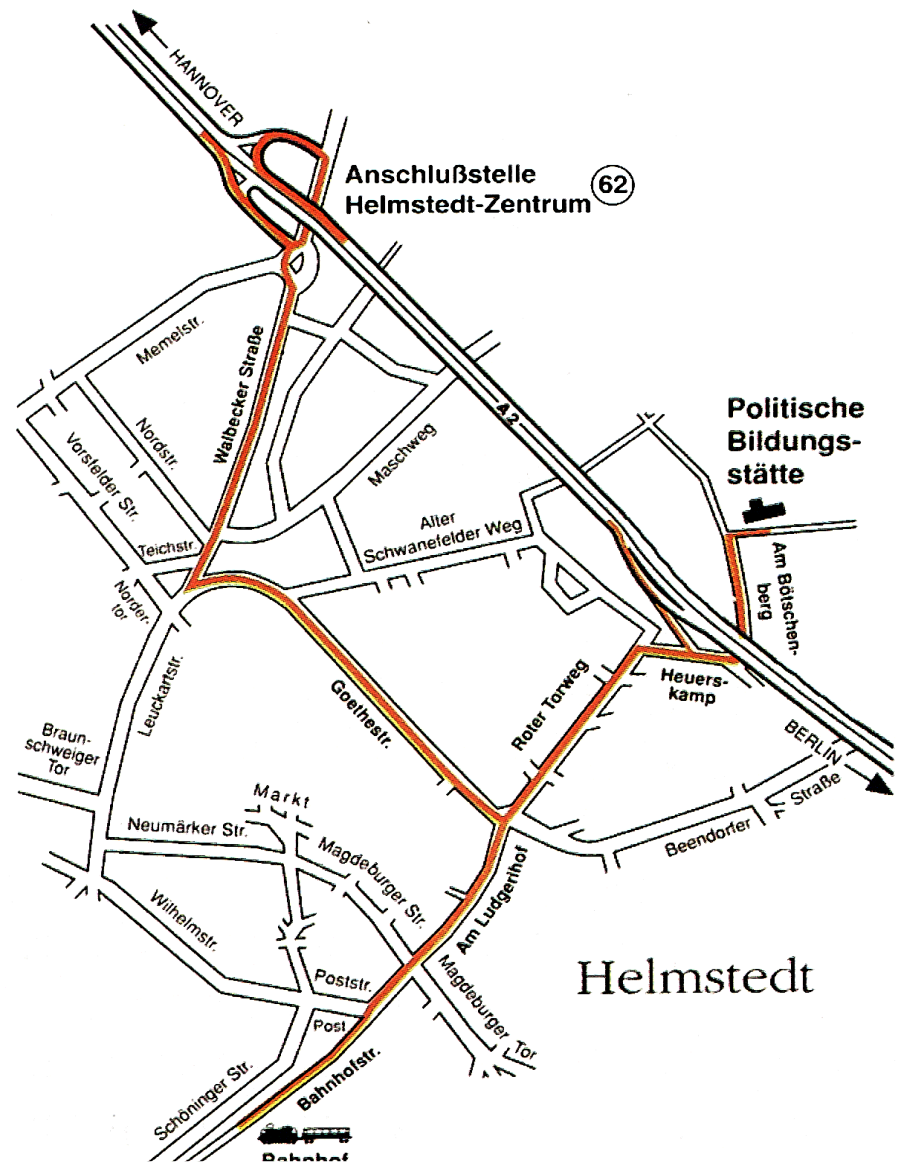 HANNOVER
Anschlußstelle
Helmstedt-Zentrum
62
Memelstr.
Walbecker Straße
A 2
Politische
Bildungs-
stätte
Nordstr.
Vorsfelder Str.
Maschweg
Alter
Schwanefelder Weg
Teichstr.
Am Bötschen-
berg
Norder-
tor
Leuckartstr.
Goethestr.
Roter Torweg
Heuers-
kamp
Braun-
schweiger
Tor
BERLIN
Markt
Neumärker Str.
Magdeburger Str.
Beendorfer
Straße
Am Ludgerihof
Wilhelmstr.
Magdeburger
Tor
Helmstedt
Poststr.
Post
Bahnhofstr.
Schöninger Str.
Bahnhof